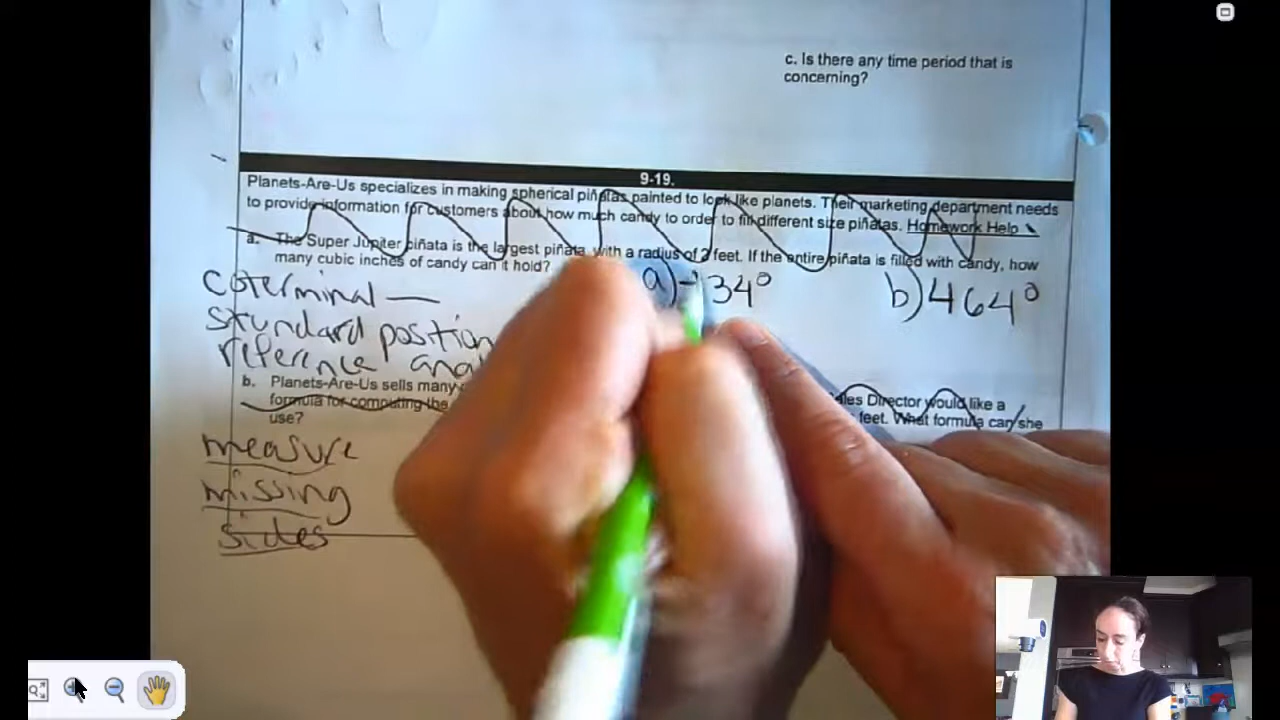 c. Is there any time period that is
concerning?
9-19.
Planets-Are-Us specializes in making spherical piñatas painted to look like planets. Their marketing department needs
to provide information for customers about how much candy to order to fill different size piñatas. Homework Help
a. The Super Jupiter piñata is the largest piñata, with a radius of 2 feet. If the entire piñata is filled with candy, how
many cubic inches of candy can it hold?
a) 34° b) 464°
coterminal —
standard position
reference
b. Planets-Are-Us sells many Sales Director would like a
formula for computing the feet. What formula can she
use?
measure
missing
sides